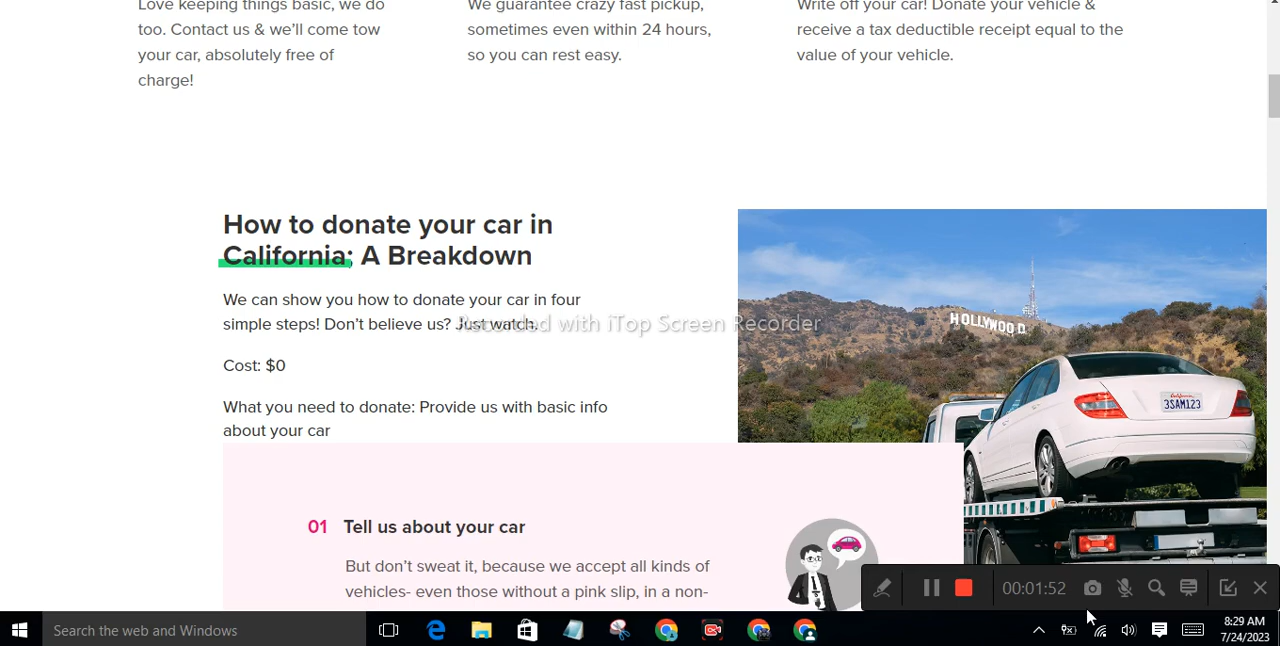 Love keeping things basic, we do
too. Contact us & we'll come tow
your car, absolutely free of
charge!
We guarantee crazy fast pickup,
sometimes even within 24 hours,
so you can rest easy.
Write off your car! Donate your vehicle &
receive a tax deductible receipt equal to the
value of your vehicle.
How to donate your car in
California; A Breakdown
We can show you how to donate your car in four
simple steps! Don't believe us? Just watch.
Recorded with iTop Screen Recorder
Cost: $0
What you need to donate: Provide us with basic info
about your car
HOLLYWOOD
California
3SAM123
01 Tell us about your car
But don't sweat it, because we accept all kinds of
vehicles- even those without a pink slip, in a non-
00:01:52
Search the web and Windows
8:29 AM
7/24/2023